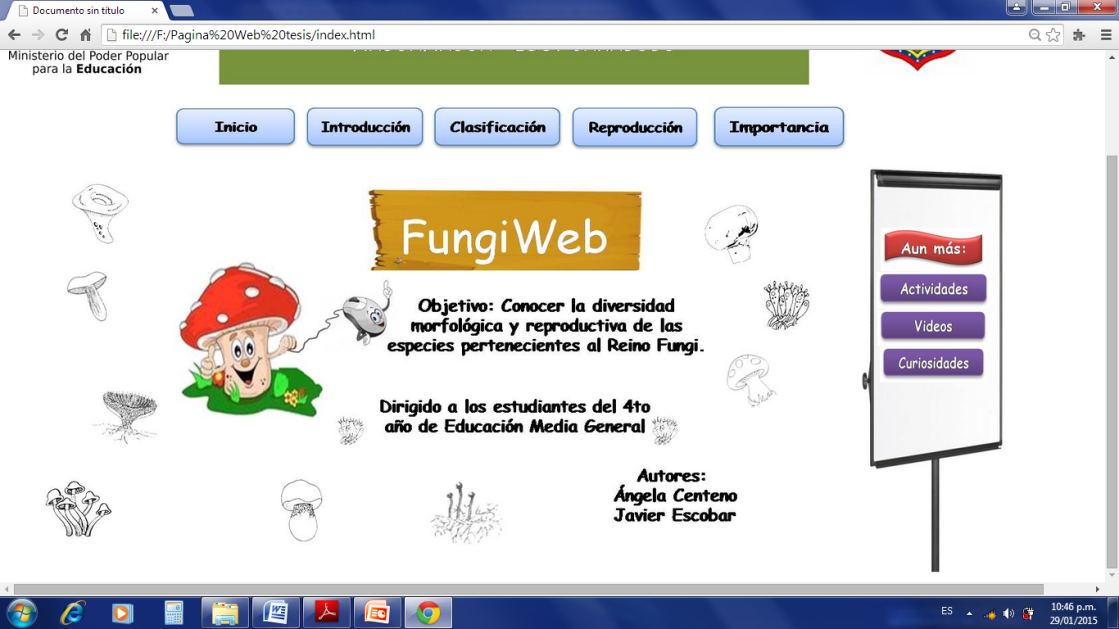 Documento sin título
file:///F:/Pagina%20Web%20tesis/index.html
Ministerio del Poder Popular
para la Educación
Inicio
Introducción
Clasificación
Reproducción
Importancia
FungiWeb
Objetivo: Conocer la diversidad
morfológica y reproductiva de las
especies pertenecientes al Reino Fungi.
Dirigido a los estudiantes del 4to
año de Educación Media General
Autores:
Ángela Centeno
Javier Escobar
Aun más:
Actividades
Videos
Curiosidades
ES
10:46 p.m.
29/01/2015